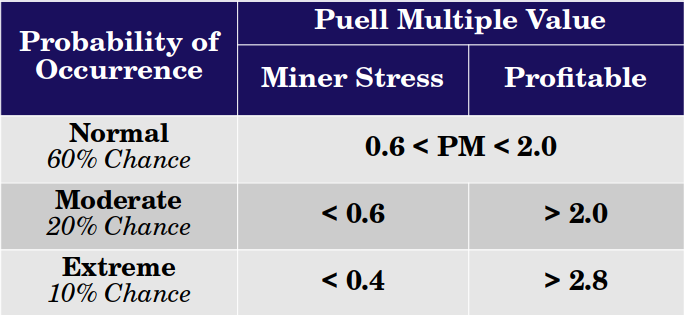 Probability of
Occurrence
Puell Multiple Value
Miner Stress
Profitable
Normal
60% Chance
0.6 < PM < 2.0
Moderate
20% Chance
< 0.6
> 2.0
Extreme
10% Chance
< 0.4
> 2.8